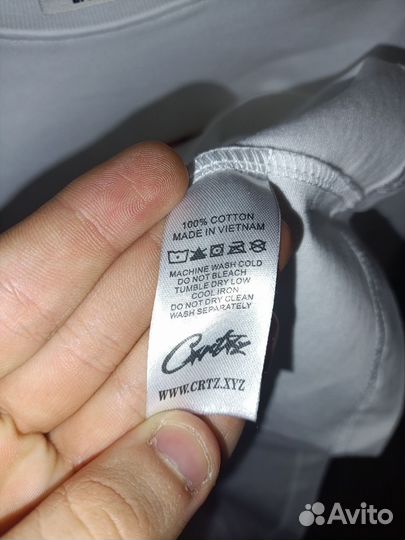 100% COTTON
MADE IN VIETNAM
MACHINE WASH COLD
DO NOT BLEACH
TUMBLE DRY LOW
COOL IRON
DO NOT DRY CLEAN
WASH SEPARATELY
Crrtz
WWW.CRTZ.XYZ
Avito